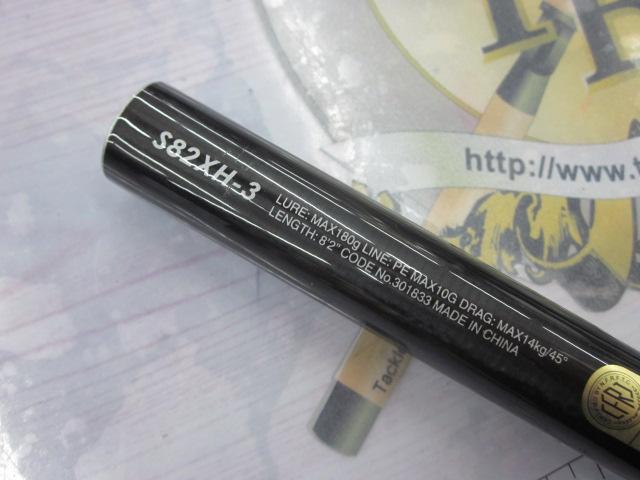 S82XH-3
LURE: MAX180g LINE: PE MAX10G DRAG: MAX14kg/45°
LENGTH: 8'2" CODE No.301833 MADE IN CHINA
http://www.
Tackl